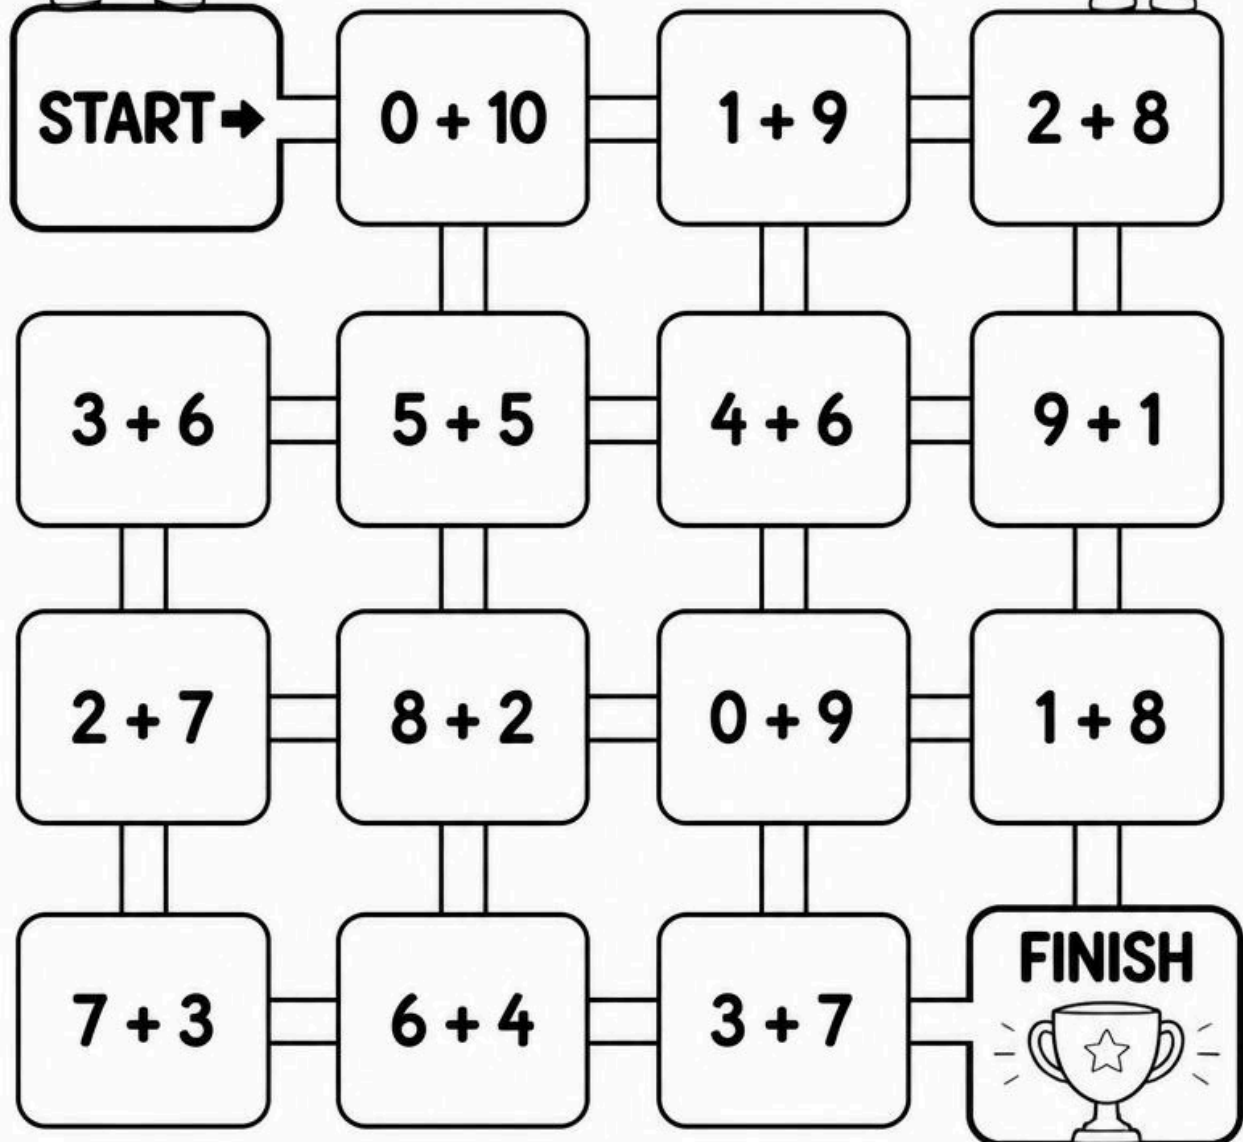 START➡ 0 + 10 1 + 9 2 + 8
3 + 6 5 + 5 4 + 6 9 + 1
2 + 7 8 + 2 0 + 9 1 + 8
FINISH
7 + 3 6 + 4 3 + 7